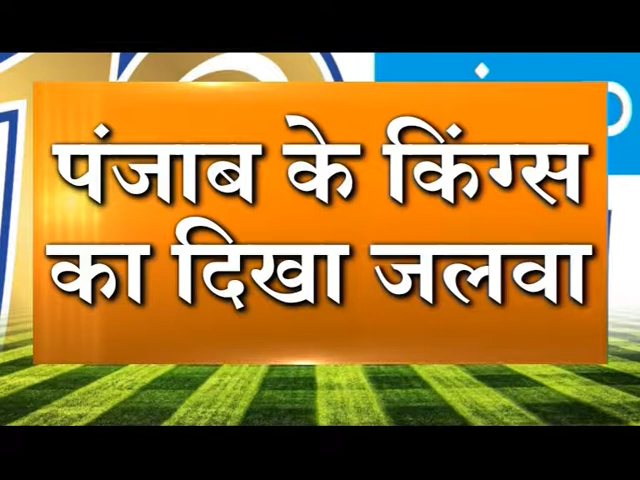 पंजाब के किंग्स
का दिखा जलवा